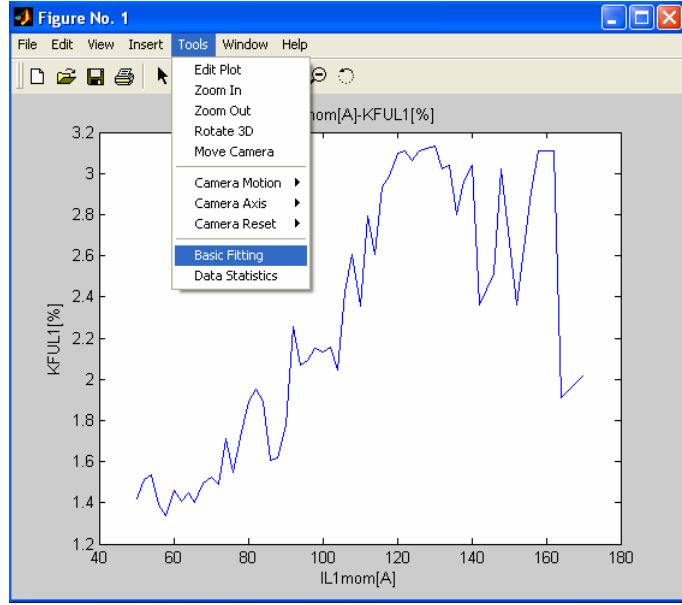 Figure No. 1
File Edit View Insert Tools Window Help
Edit Plot
Zoom In
Zoom Out
Rotate 3D
Move Camera
Camera Motion
Camera Axis
Camera Reset
Basic Fitting
Data Statistics
mom[A]-KFUL1[%]
3.2
3
2.8
2.6
2.4
2.2
2
1.8
1.6
1.4
1.2
KFUL1[%]
40 60 80 100 120 140 160 180
IL1mom[A]